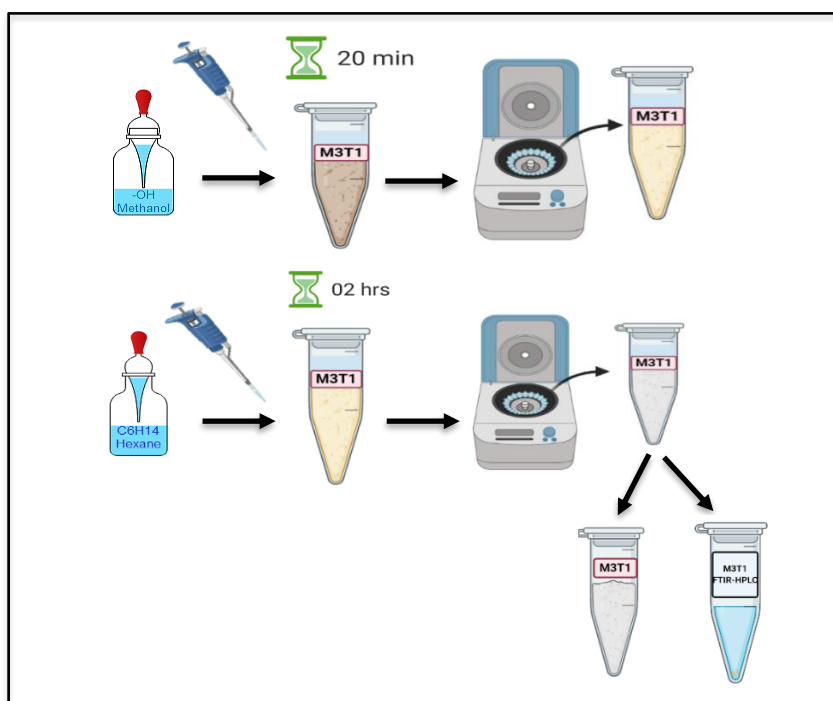 20 min
M3T1
M3T1
-OH
Methanol
02 hrs
M3T1
M3T1
C6H14
Hexane
M3T1
M3T1
FTIR-HPLC